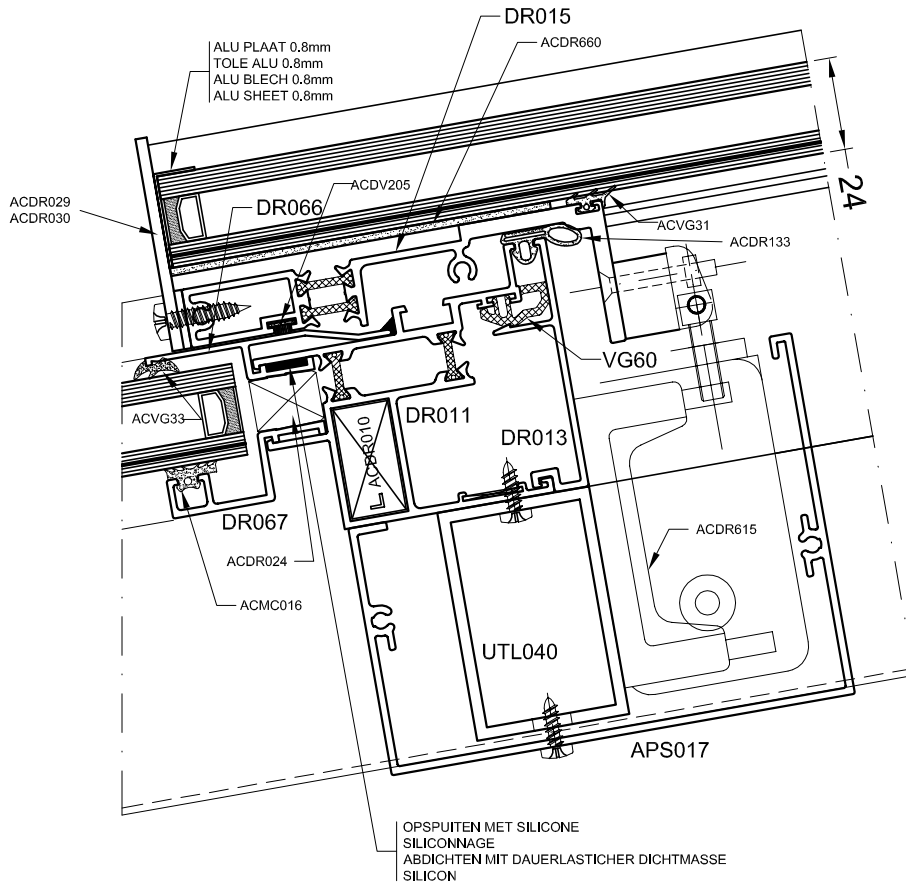 DR015
ALU PLAAT 0.8mm
TOLE ALU 0.8mm
ALU BLECH 0.8mm
ALU SHEET 0.8mm
ACDR660
ACDV205
24
ACDR029
ACDR030
DR066
ACVG31
ACDR133
VG60
ACVG33
DR011
ACDR010
L
DR013
DR067
ACDR615
ACDR024
ACMC016
UTL040
APS017
OPSPUITEN MET SILICONE
SILICONNAGE
ABDICHTEN MIT DAUERLASTICHER DICHTMASSE
SILICON